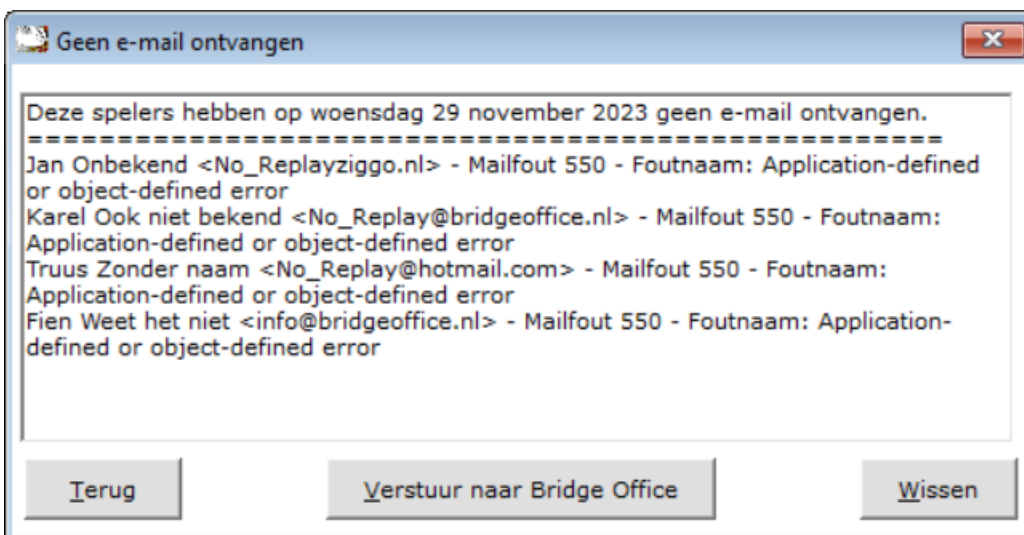 Geen e-mail ontvangen
Deze spelers hebben op woensdag 29 november 2023 geen e-mail ontvangen.
===================================================
Jan Onbekend <No_Replayziggo.nl> - Mailfout 550 - Foutnaam: Application-defined
or object-defined error
Karel Ook niet bekend <No_Replay@bridgeoffice.nl> - Mailfout 550 - Foutnaam:
Application-defined or object-defined error
Truus Zonder naam <No_Replay@hotmail.com> - Mailfout 550 - Foutnaam:
Application-defined or object-defined error
Fien Weet het niet <info@bridgeoffice.nl> - Mailfout 550 - Foutnaam: Application-
defined or object-defined error
Terug
Verstuur naar Bridge Office
Wissen